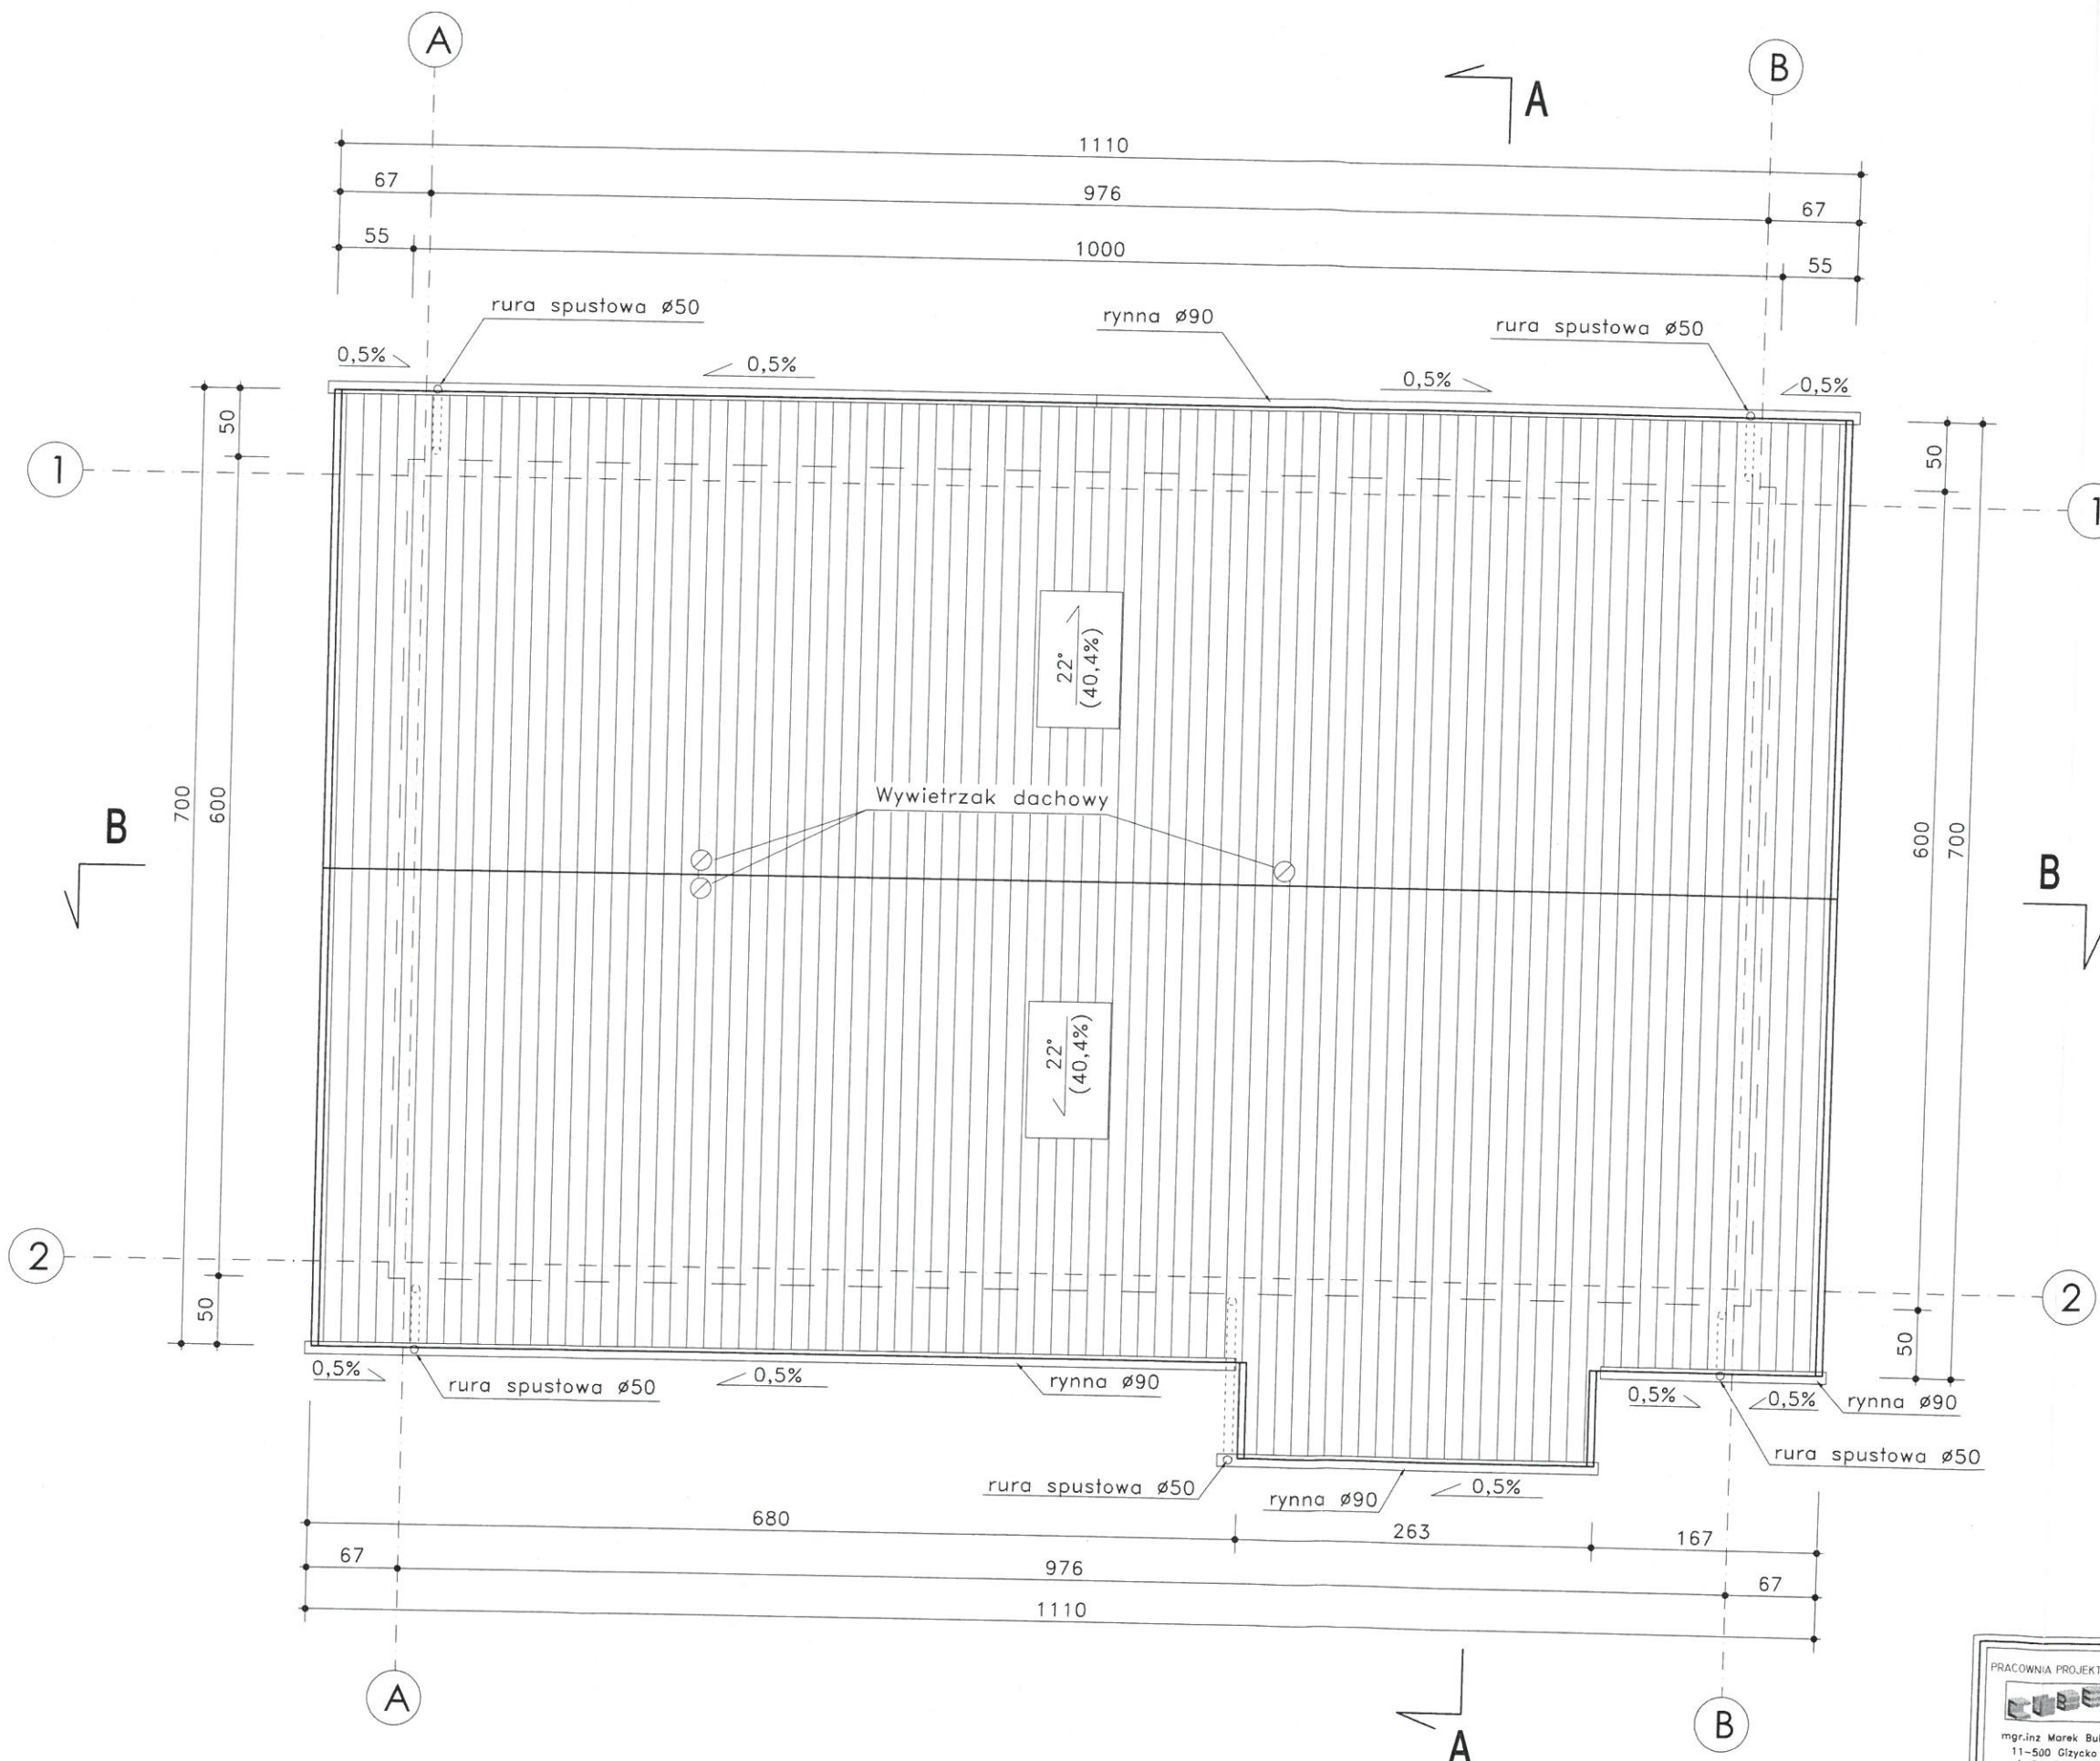 A
B
A
1110
67
976
67
55
1000
55
rura spustowa ø50
rynna ø90
rura spustowa ø50
0,5%
0,5%
0,5%
0,5%
50
50
1
1
22°
(40,4%)
700
600
Wywietrzak dachowy
600
700
B
B
22°
(40,4%)
2
2
50
50
0,5%
rura spustowa ø50
0,5%
rynna ø90
0,5%
0,5%
rynna ø90
rura spustowa ø50
rura spustowa ø50
rynna ø90
0,5%
680
263
167
67
976
67
1110
A
B
A
PRACOWNIA
mgr.inż Marek
11-500